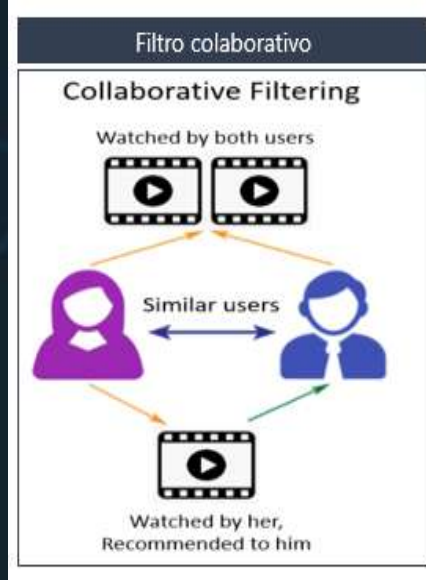 Filtro colaborativo
Collaborative Filtering
Watched by both users
Similar users
Watched by her,
Recommended to him